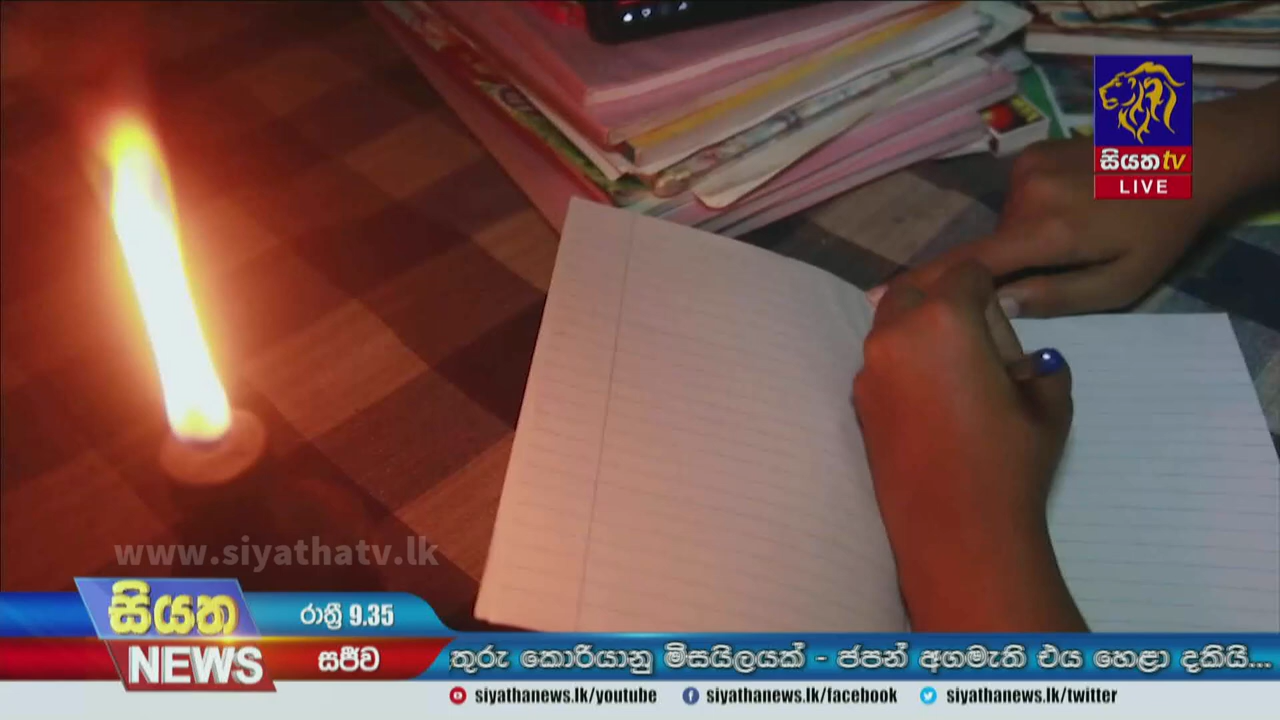 සියත tv
LIVE
www.siyathatv.lk
සියත
NEWS
රාත්‍රී 9.35
සජීව
තුරු කොරියානු මිසයිලයක් - ජපන් අගමැති එය හෙළා දකියි...
siyathanews.lk/youtube
siyathanews.lk/facebook
siyathanews.lk/twitter